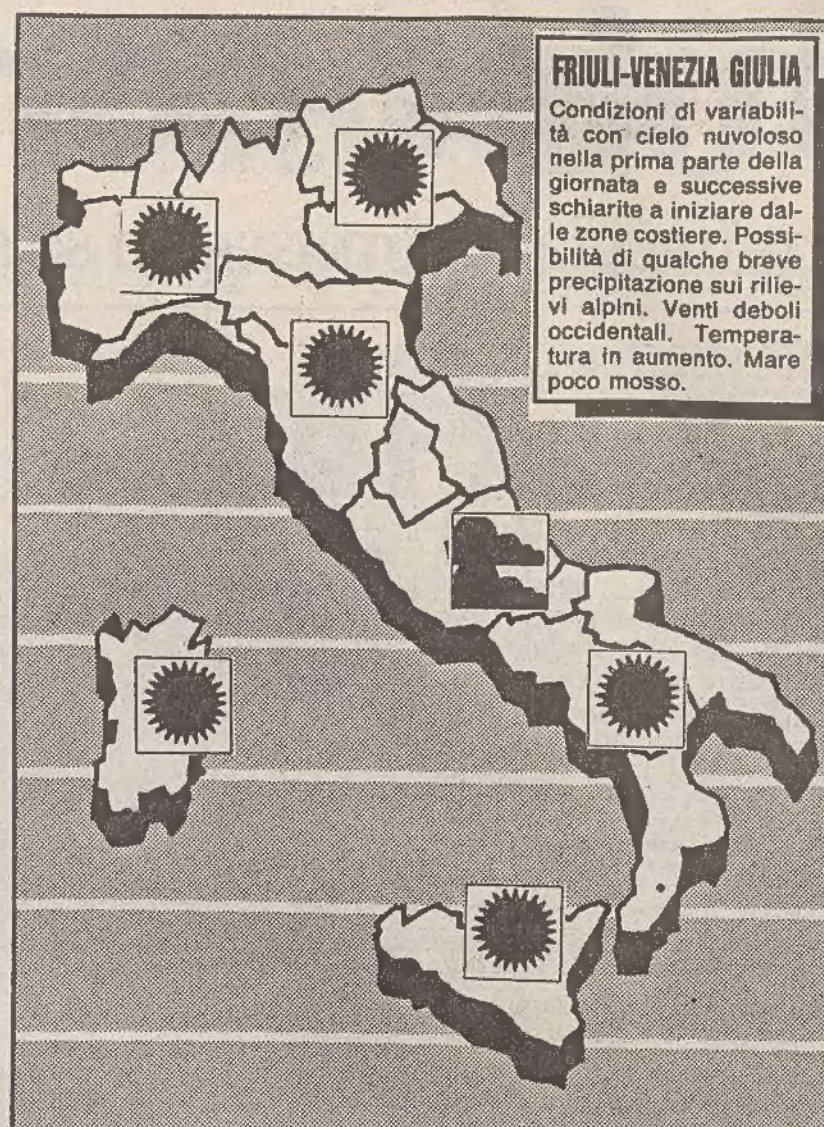 FRIULI-VENEZIA GIULIA
Condizioni di variabili-
tà con cielo nuvoloso
nella prima parte della
giornata e successive
schiarite a iniziare dal-
le zone costiere. Possi-
bilità di qualche breve
precipitazione sui rilie-
vi alpini. Venti deboli
occidentali. Tempera-
tura in aumento. Mare
poco mosso.